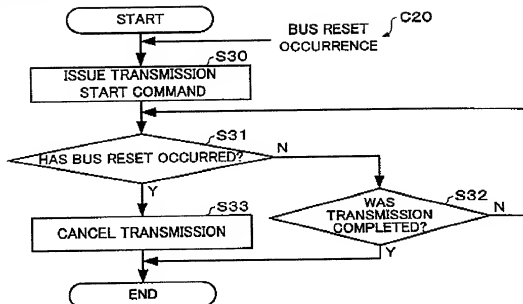 START
BUS RESET
OCCURRENCE
C20
S30
ISSUE TRANSMISSION
START COMMAND
S31
HAS BUS RESET OCCURRED?
N
Y
S32
WAS
TRANSMISSION
COMPLETED?
N
Y
S33
CANCEL TRANSMISSION
END